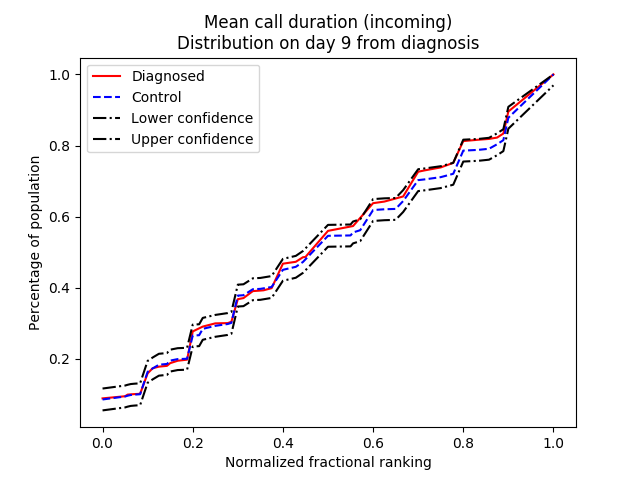 Mean call duration (incoming)
Distribution on day 9 from diagnosis
Diagnosed
Control
Lower confidence
Upper confidence
Percentage of population
1.0
0.8
0.6
0.4
0.2
0.0
0.2
0.4
0.6
0.8
1.0
Normalized fractional ranking